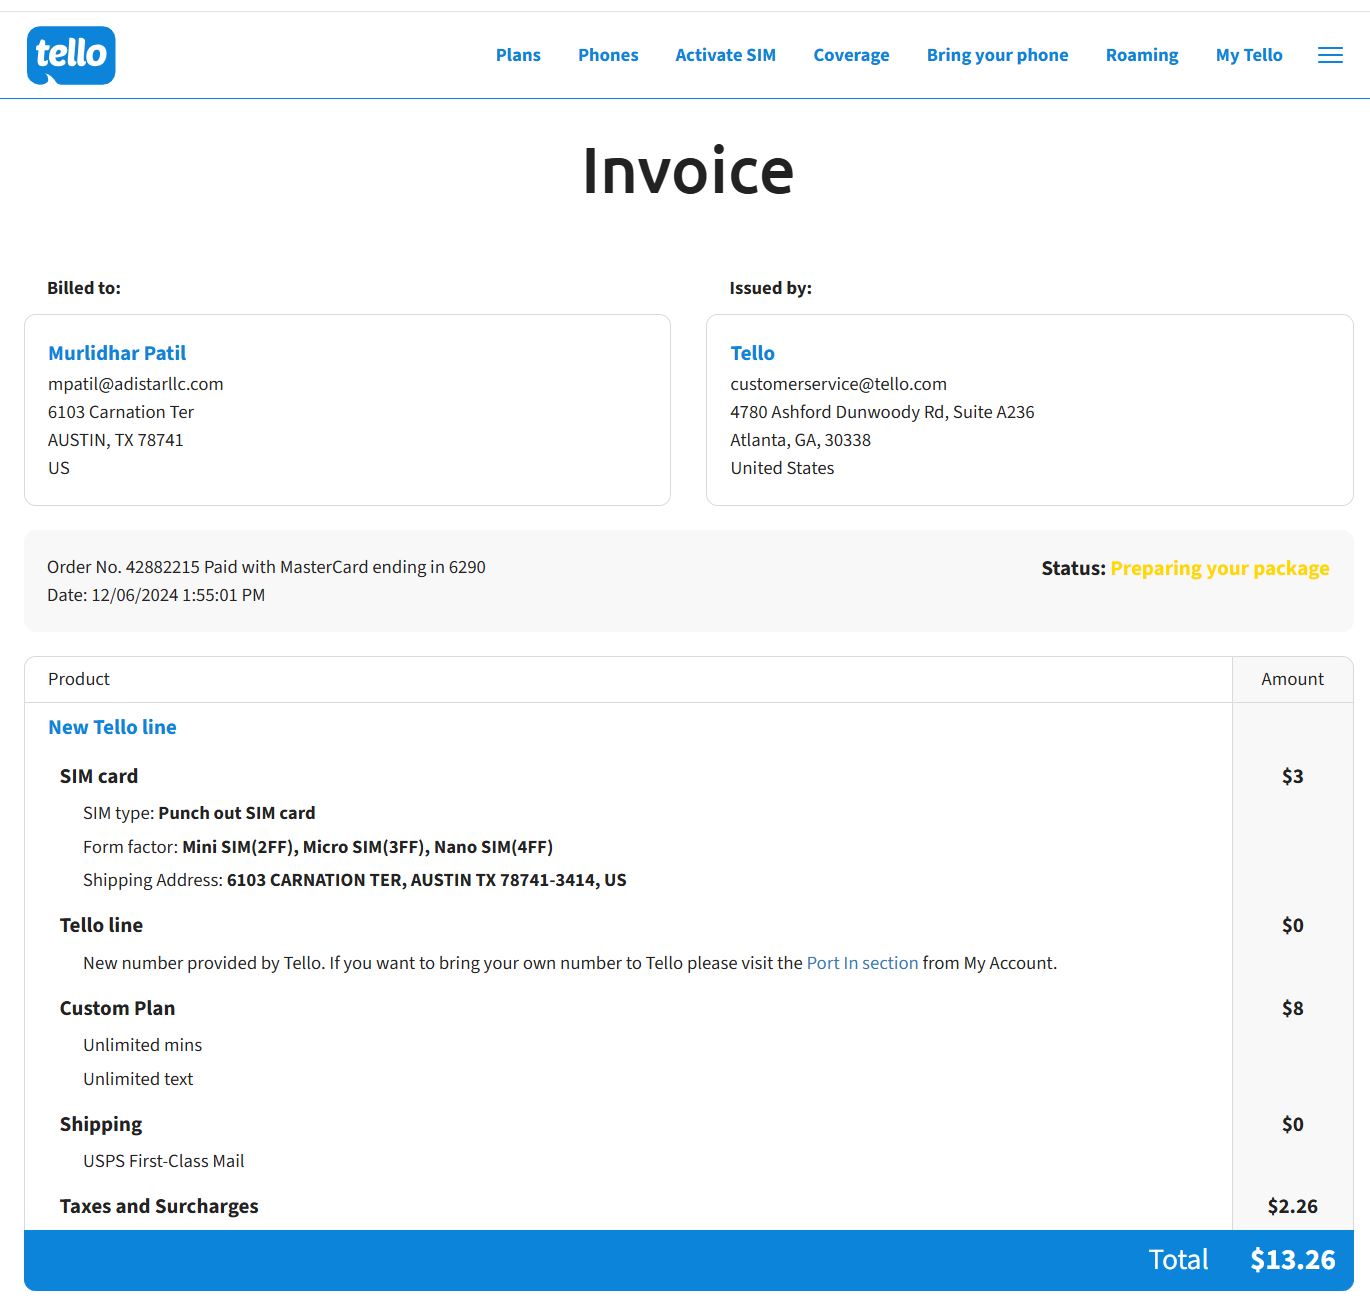 tello
Plans Phones Activate SIM Coverage Bring your phone Roaming My Tello
Invoice
Billed to:
Murlidhar Patil
mpatil@adistarllc.com
6103 Carnation Ter
AUSTIN, TX 78741
US
Issued by:
Tello
customerservice@tello.com
4780 Ashford Dunwoody Rd, Suite A236
Atlanta, GA, 30338
United States
Order No. 42882215 Paid with MasterCard ending in 6290
Date: 12/06/2024 1:55:01 PM
Status: Preparing your package
Product Amount
New Tello line
SIM card $3
SIM type: Punch out SIM card
Form factor: Mini SIM(2FF), Micro SIM(3FF), Nano SIM(4FF)
Shipping Address: 6103 CARNATION TER, AUSTIN TX 78741-3414, US
Tello line $0
New number provided by Tello. If you want to bring your own number to Tello please visit the Port In section from My Account.
Custom Plan $8
Unlimited mins
Unlimited text
Shipping $0
USPS First-Class Mail
Taxes and Surcharges $2.26
Total $13.26